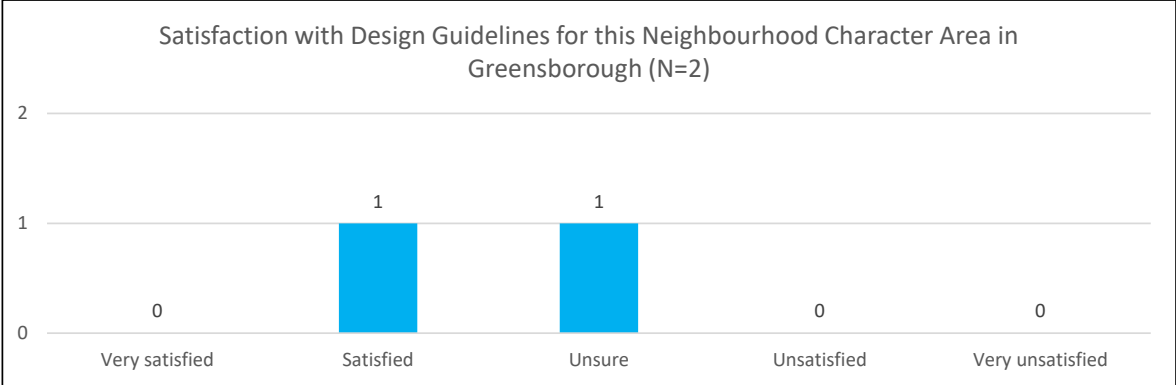 Satisfaction with Design Guidelines for this Neighbourhood Character Area in
Greensborough (N=2)
2
1
0
0
1
1
0
0
Very satisfied
Satisfied
Unsure
Unsatisfied
Very unsatisfied